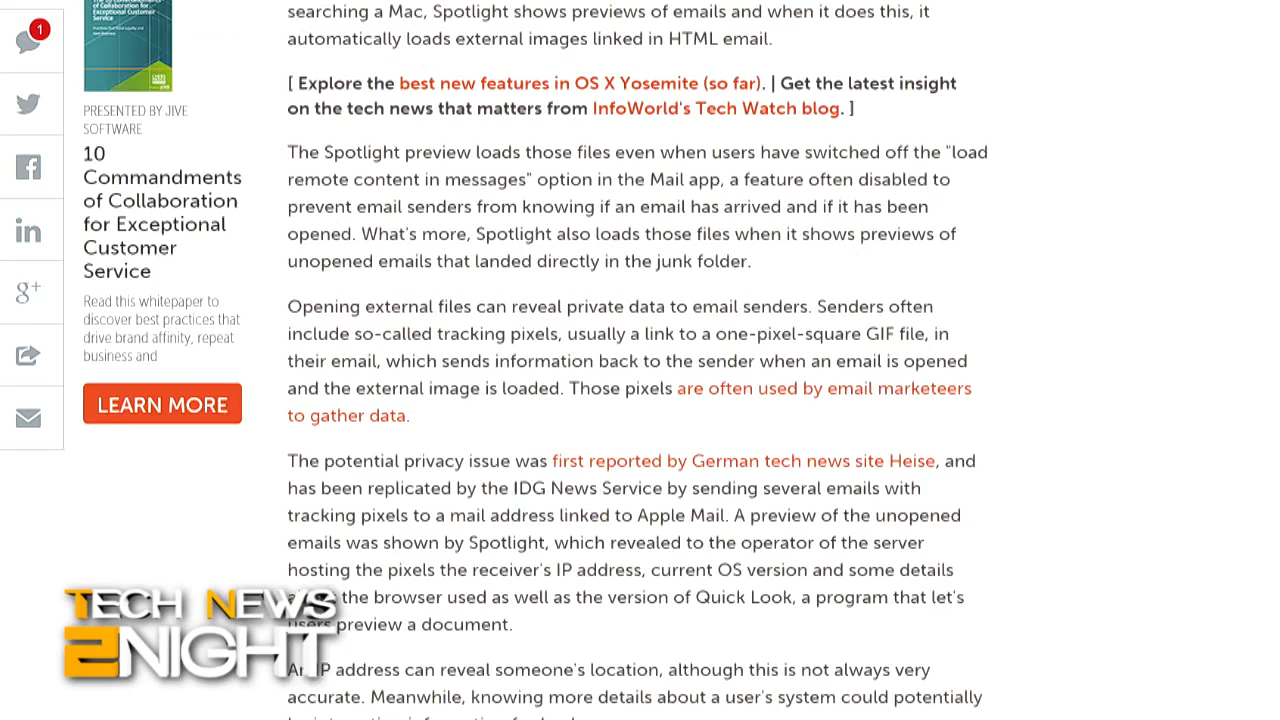 1
The 10 Commandments
of Collaboration for
Exceptional Customer
Service
PRESENTED BY JIVE
SOFTWARE
10
Commandments
of Collaboration
for Exceptional
Customer
Service
Read this whitepaper to
discover best practices that
drive brand affinity, repeat
business and
LEARN MORE
searching a Mac, Spotlight shows previews of emails and when it does this, it
automatically loads external images linked in HTML email.
[ Explore the best new features in OS X Yosemite (so far). | Get the latest insight
on the tech news that matters from InfoWorld's Tech Watch blog. ]
The Spotlight preview loads those files even when users have switched off the "load
remote content in messages" option in the Mail app, a feature often disabled to
prevent email senders from knowing if an email has arrived and if it has been
opened. What's more, Spotlight also loads those files when it shows previews of
unopened emails that landed directly in the junk folder.
Opening external files can reveal private data to email senders. Senders often
include so-called tracking pixels, usually a link to a one-pixel-square GIF file, in
their email, which sends information back to the sender when an email is opened
and the external image is loaded. Those pixels are often used by email marketeers
to gather data.
The potential privacy issue was first reported by German tech news site Heise, and
has been replicated by the IDG News Service by sending several emails with
tracking pixels to a mail address linked to Apple Mail. A preview of the unopened
emails was shown by Spotlight, which revealed to the operator of the server
hosting the pixels the receiver's IP address, current OS version and some details
the browser used as well as the version of Quick Look, a program that let's
users preview a document.
An IP address can reveal someone's location, although this is not always very
accurate. Meanwhile, knowing more details about a user's system could potentially
TECH NEWS
2NIGHT